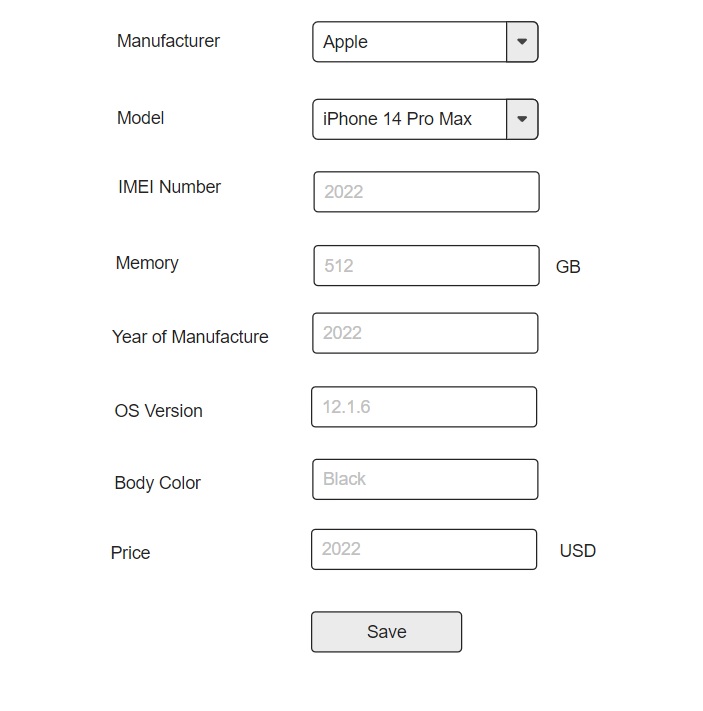 Manufacturer Apple
Model iPhone 14 Pro Max
IMEI Number 2022
Memory 512 GB
Year of Manufacture 2022
OS Version 12.1.6
Body Color Black
Price 2022 USD
Save